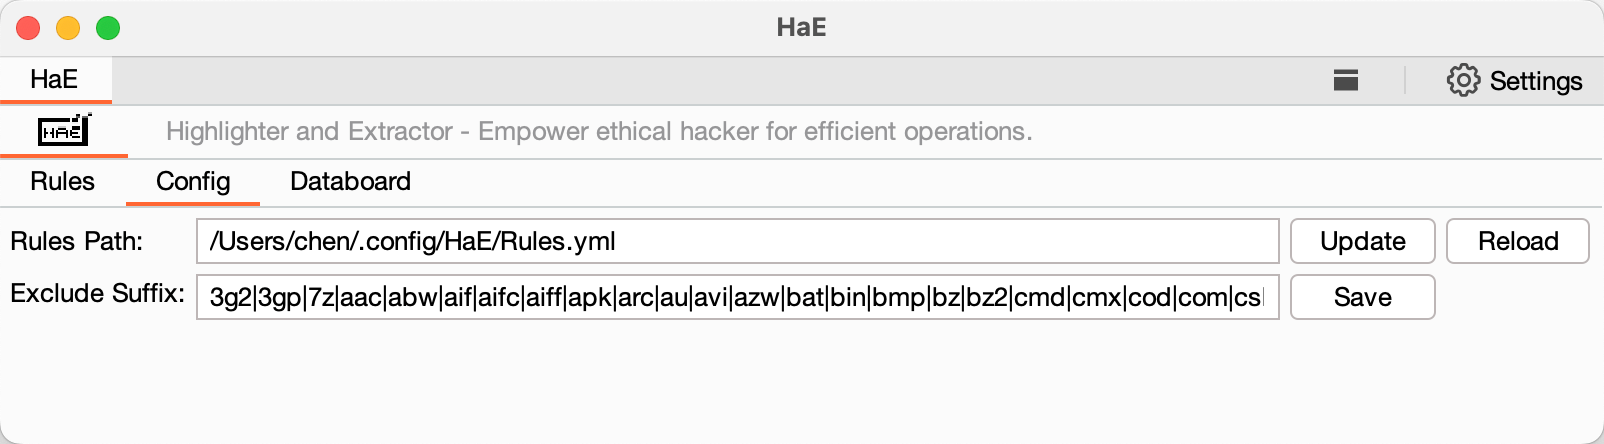 HaE
HaE Settings
HAE Highlighter and Extractor - Empower ethical hacker for efficient operations.
Rules Config Databoard
Rules Path: /Users/chen/.config/HaE/Rules.yml Update Reload
Exclude Suffix: 3g2|3gp|7z|aac|abw|aif|aifc|aiff|apk|arc|au|avi|azw|bat|bin|bmp|bz|bz2|cmd|cmx|cod|com|cs Save